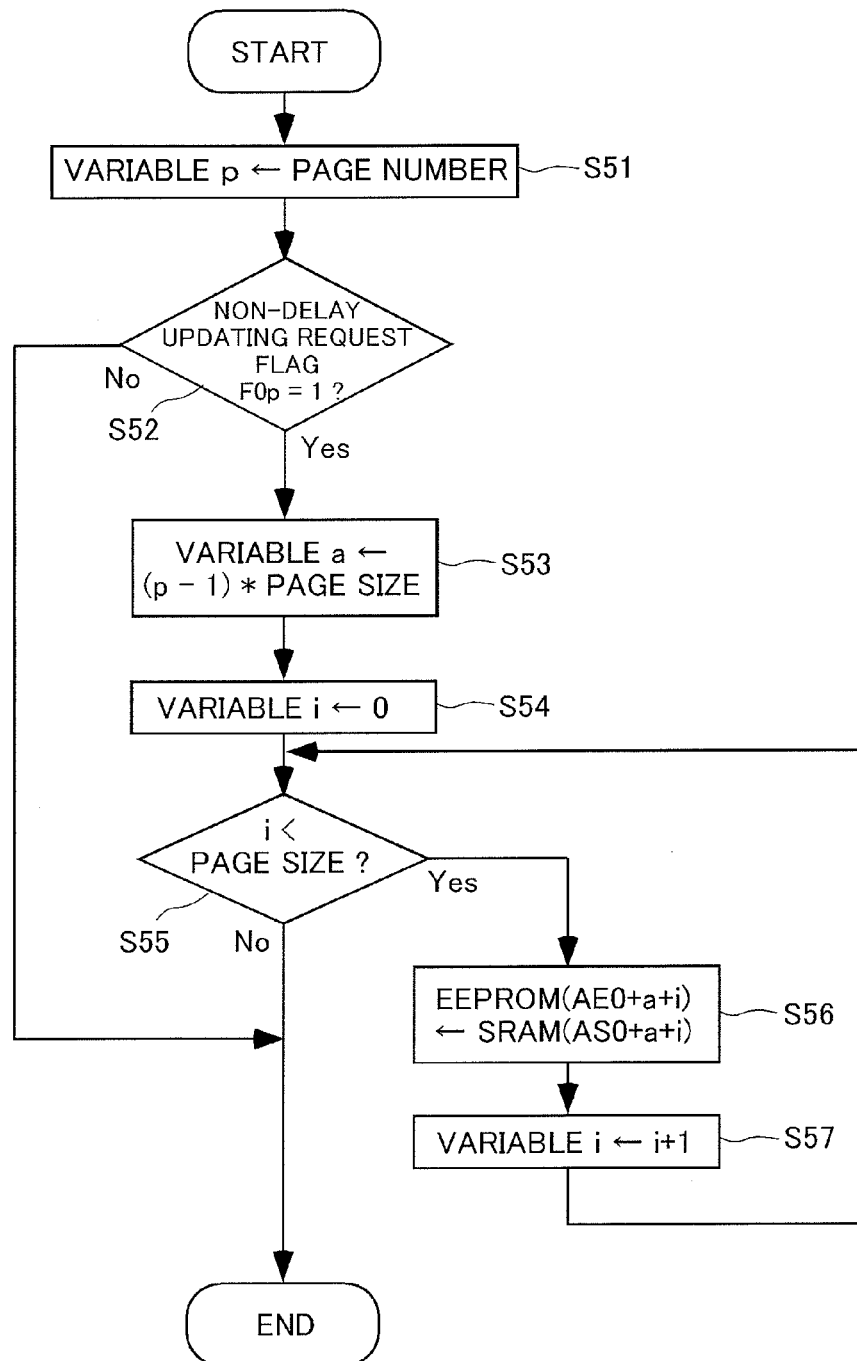 START
VARIABLE p ← PAGE NUMBER
S51
NON-DELAY
UPDATING REQUEST
FLAG
F0p = 1 ?
No
S52
Yes
VARIABLE a ←
(p − 1) * PAGE SIZE
S53
VARIABLE i ← 0
S54
i <
PAGE SIZE ?
Yes
S55
No
EEPROM(AE0+a+i)
← SRAM(AS0+a+i)
S56
VARIABLE i ← i+1
S57
END